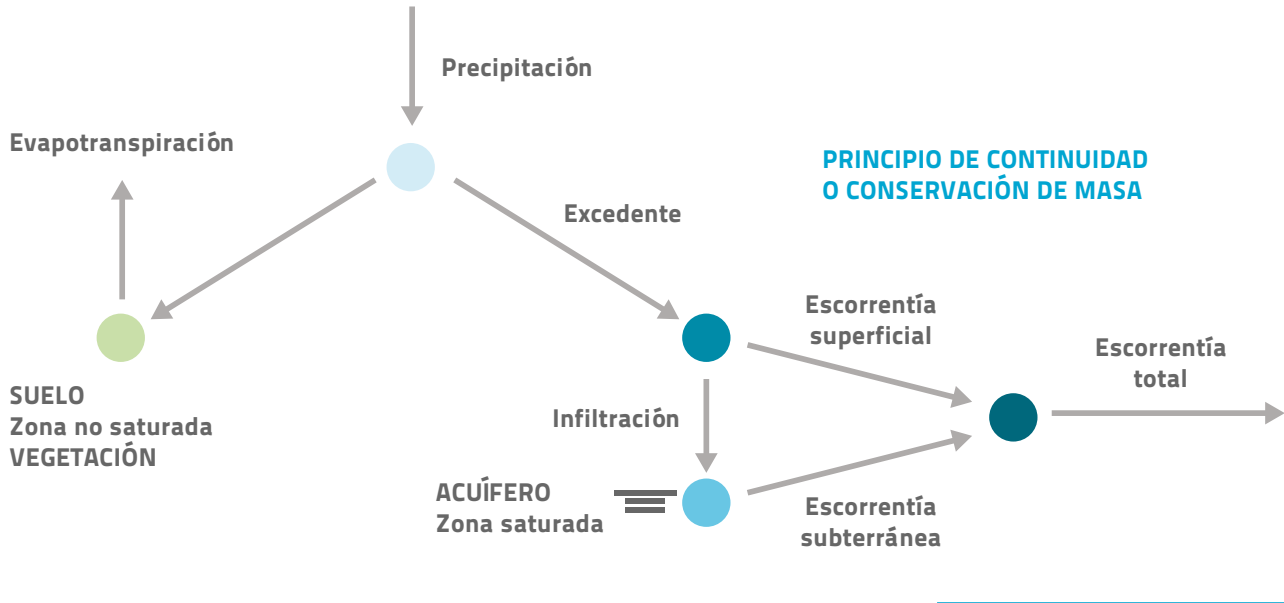 Precipitación
Evapotranspiración
PRINCIPIO DE CONTINUIDAD
O CONSERVACIÓN DE MASA
Excedente
Escorrentía
superficial
Escorrentía
total
SUELO
Zona no saturada
VEGETACIÓN
Infiltración
ACUÍFERO
Zona saturada
Escorrentía
subterránea